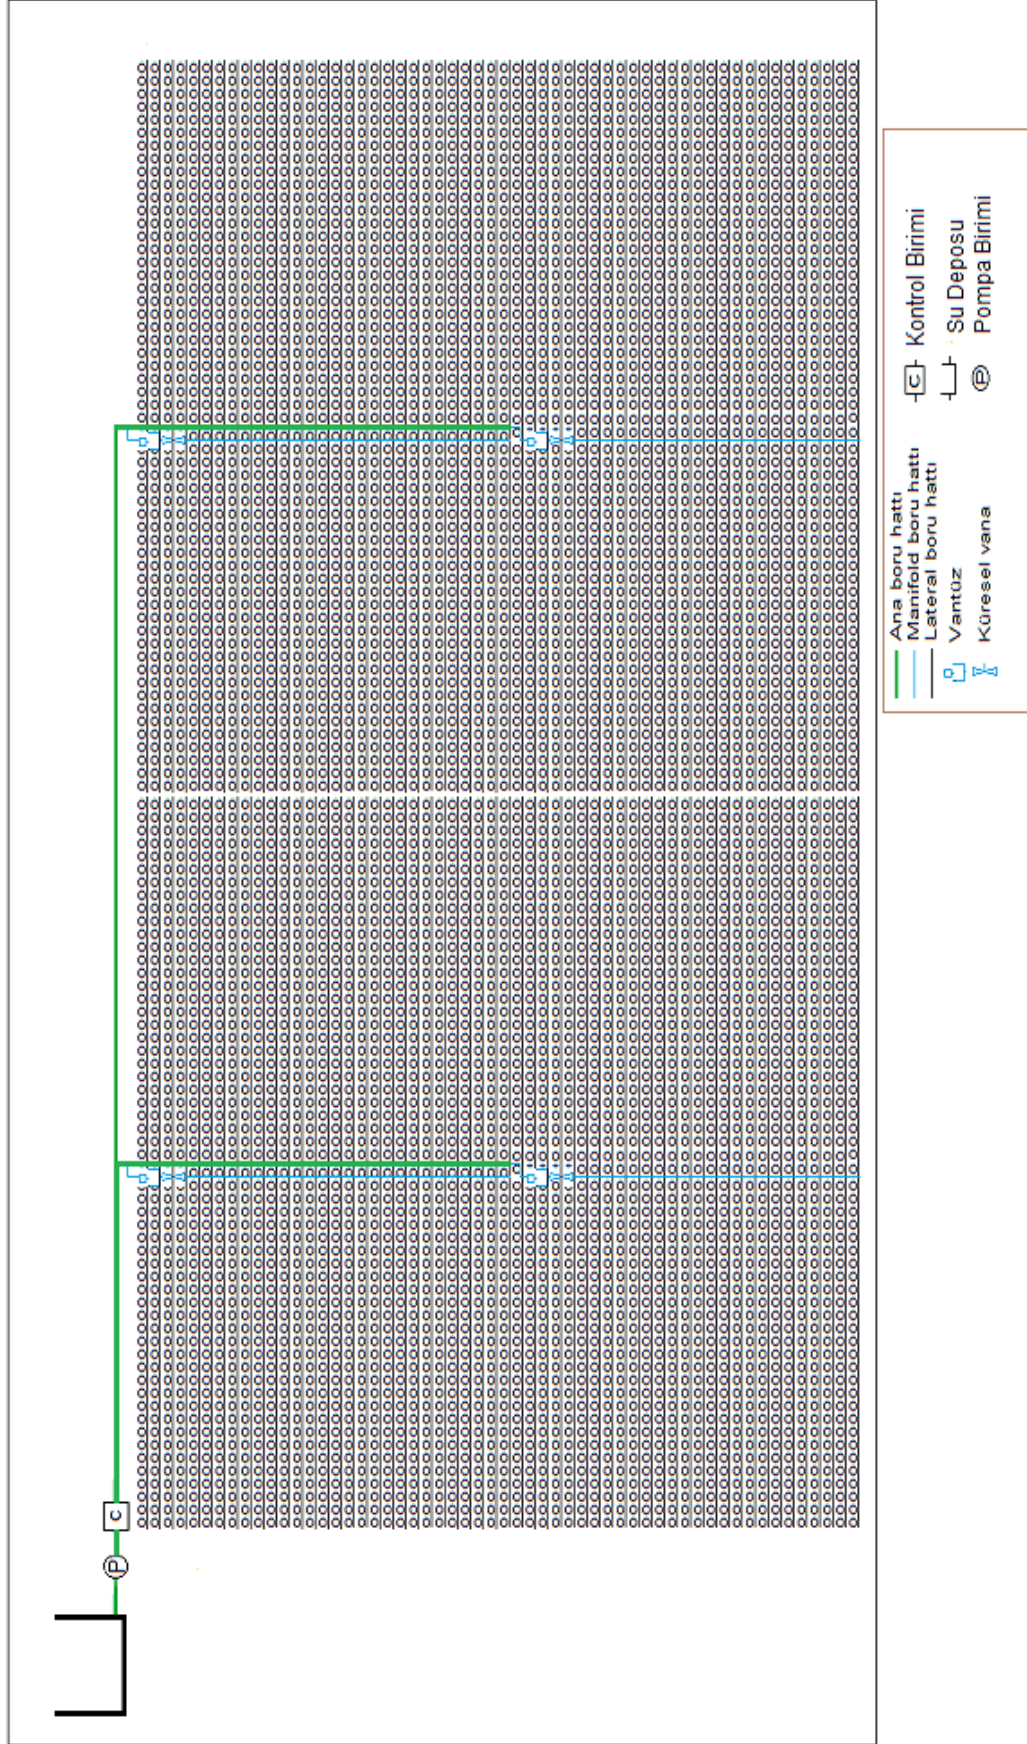 P
C
Ana boru hattı
Manifold boru hattı
Lateral boru hattı
Vantüz
Küresel vana
C Kontrol Birimi
Su Deposu
P Pompa Birimi